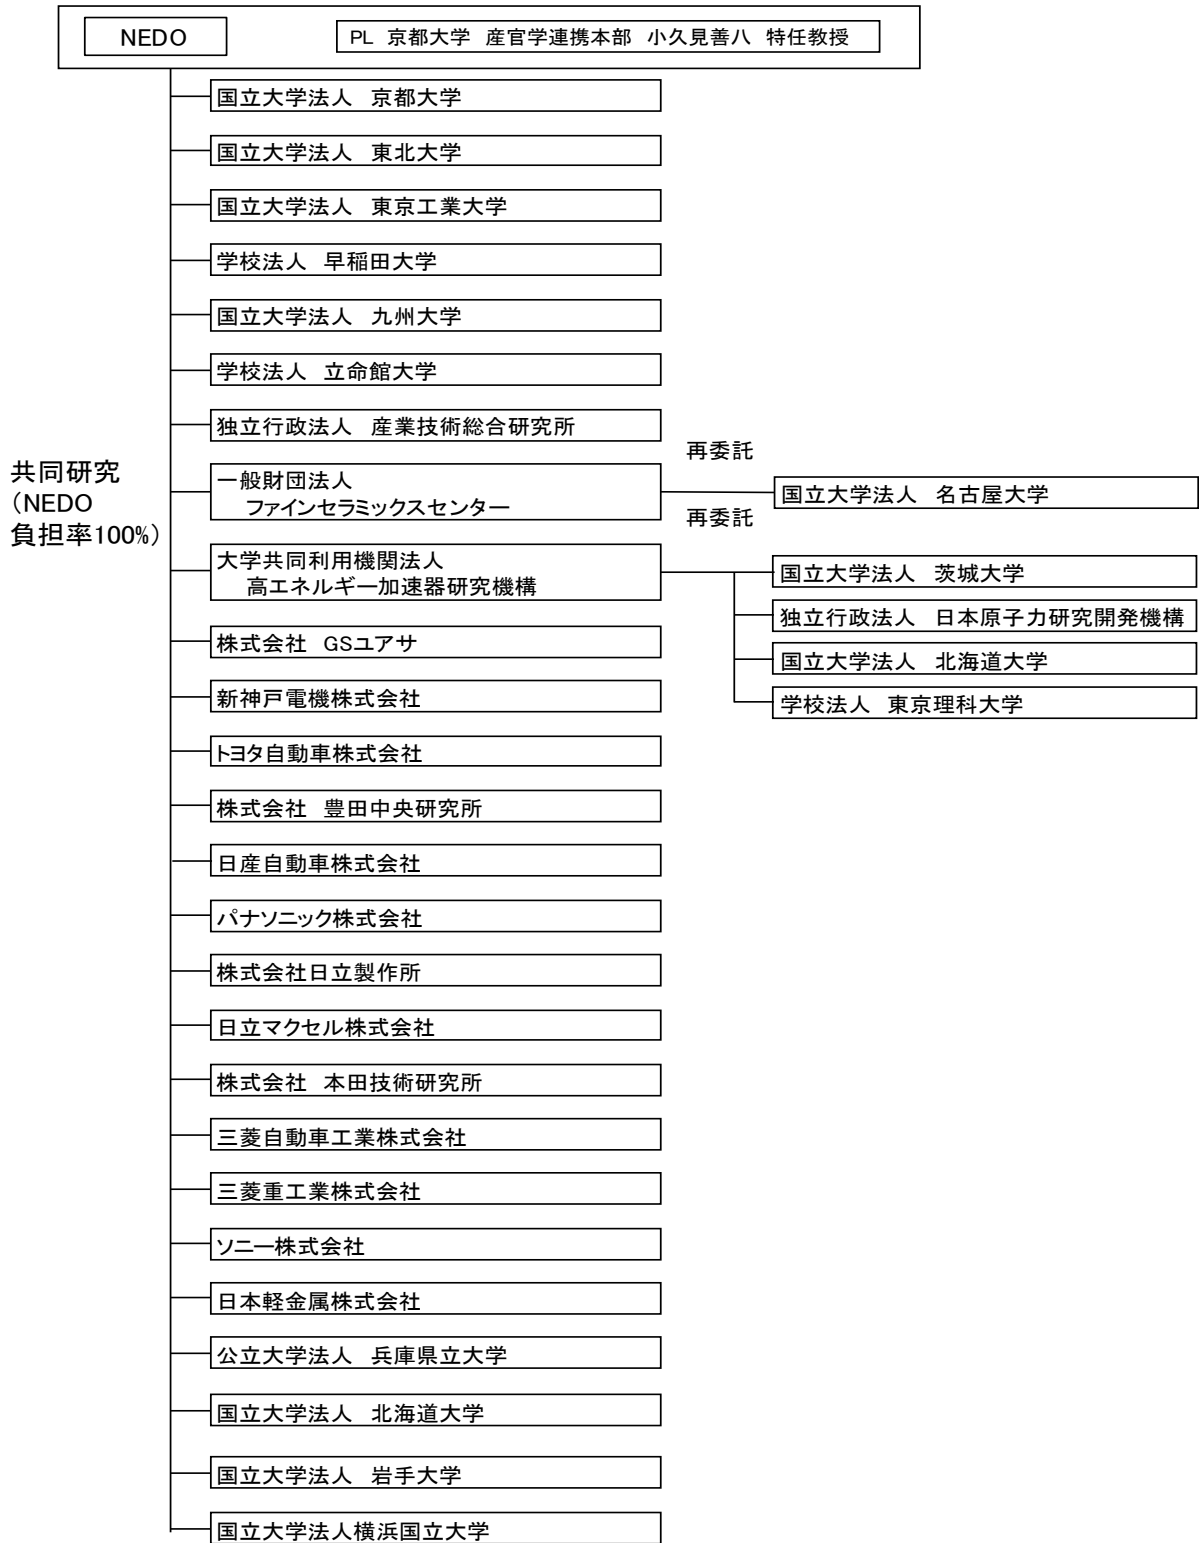 NEDO
PL 京都大学 産官学連携本部 小久見善八 特任教授
国立大学法人 京都大学
国立大学法人 東北大学
国立大学法人 東京工業大学
学校法人 早稲田大学
国立大学法人 九州大学
学校法人 立命館大学
独立行政法人 産業技術総合研究所
共同研究
(NEDO
負担率100%)
一般財団法人
ファインセラミックスセンター
再委託
国立大学法人 名古屋大学
再委託
大学共同利用機関法人
高エネルギー加速器研究機構
国立大学法人 茨城大学
独立行政法人 日本原子力研究開発機構
国立大学法人 北海道大学
学校法人 東京理科大学
株式会社 GSユアサ
新神戸電機株式会社
トヨタ自動車株式会社
株式会社 豊田中央研究所
日産自動車株式会社
パナソニック株式会社
株式会社日立製作所
日立マクセル株式会社
株式会社 本田技術研究所
三菱自動車工業株式会社
三菱重工業株式会社
ソニー株式会社
日本軽金属株式会社
公立大学法人 兵庫県立大学
国立大学法人 北海道大学
国立大学法人 岩手大学
国立大学法人横浜国立大学